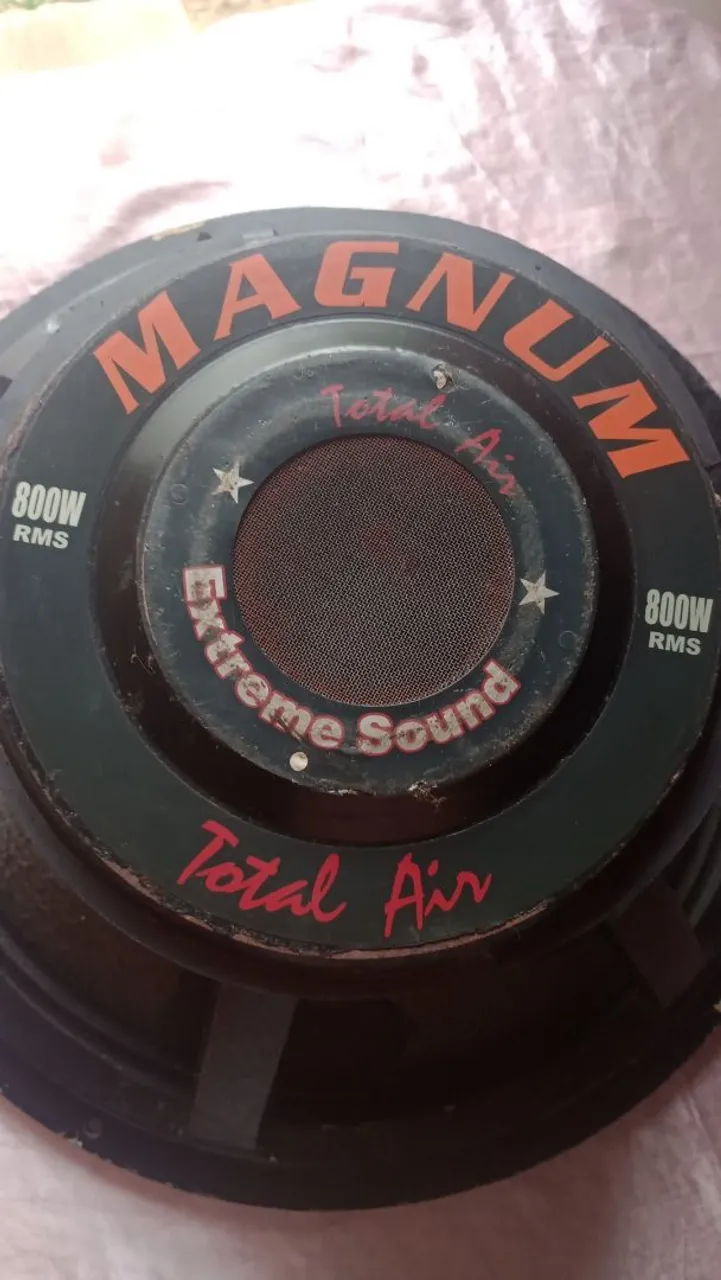 MAGNUM
Total Air
800W
RMS
800W
RMS
Extreme Sound
Total Air